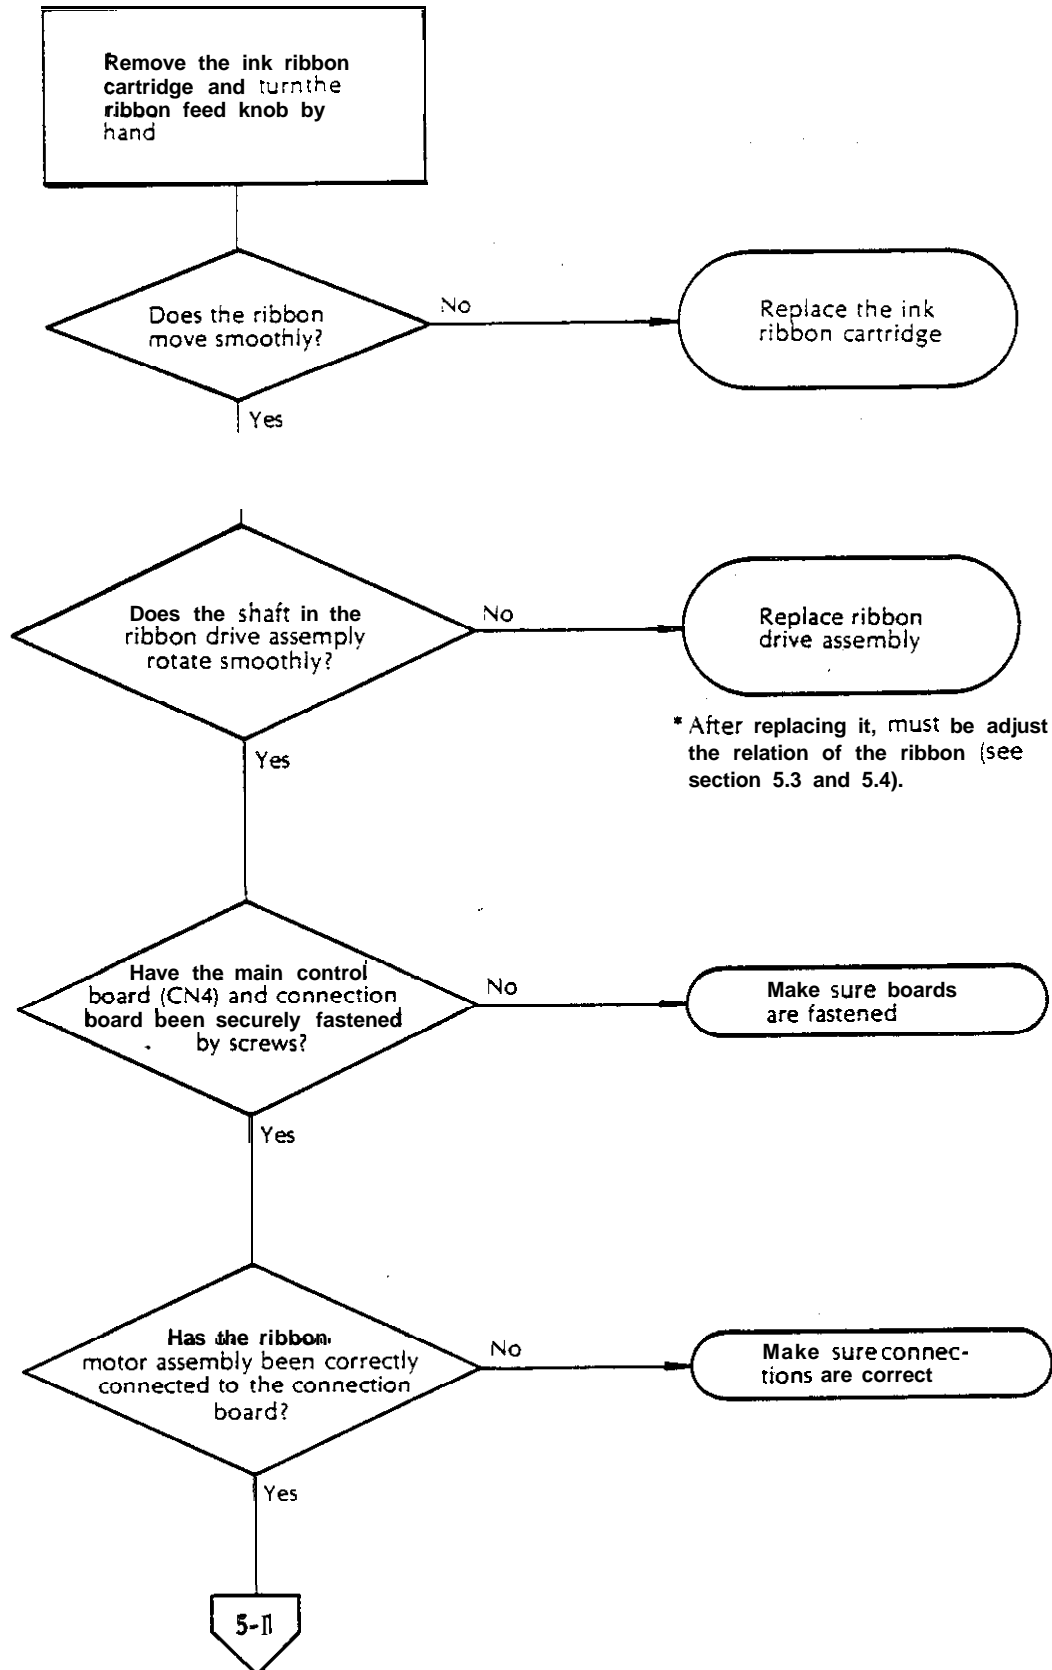 Remove the ink ribbon
cartridge and turnthe
ribbon feed knob by
hand
Does the ribbon
move smoothly?
No
Replace the ink
ribbon cartridge
Yes
Does the shaft in the
ribbon drive assemply
rotate smoothly?
No
Replace ribbon
drive assembly
* After replacing it, must be adjust
the relation of the ribbon (see
section 5.3 and 5.4).
Yes
Have the main control
board (CN4) and connection
board been securely fastened
by screws?
No
Make sure boards
are fastened
Yes
Has the ribbon
motor assembly been correctly
connected to the connection
board?
No
Make sure connec-
tions are correct
Yes
5-II